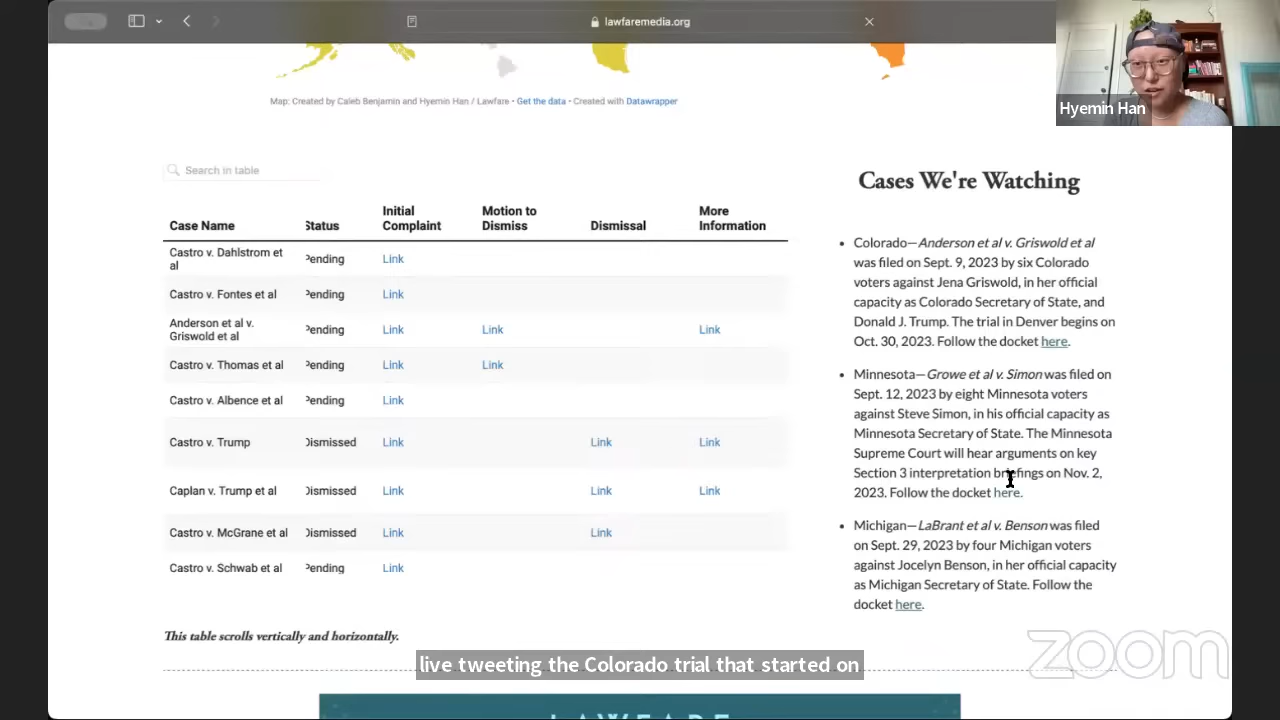 lawfaremedia.org
Hyemin Han
Map: Created by Caleb Benjamin and Hyemin Han / Lawfare • Get the data • Created with Datawrapper
Search in table
Case Name Status Initial Complaint Motion to Dismiss Dismissal More Information
Castro v. Dahlstrom et al Pending Link
Castro v. Fontes et al Pending Link
Anderson et al v. Griswold et al Pending Link Link Link
Castro v. Thomas et al Pending Link Link
Castro v. Albence et al Pending Link
Castro v. Trump Dismissed Link Link Link
Caplan v. Trump et al Dismissed Link Link Link
Castro v. McGrane et al Dismissed Link Link
Castro v. Schwab et al Pending Link
This table scrolls vertically and horizontally.
Cases We're Watching
• Colorado—Anderson et al v. Griswold et al
was filed on Sept. 9, 2023 by six Colorado
voters against Jena Griswold, in her official
capacity as Colorado Secretary of State, and
Donald J. Trump. The trial in Denver begins on
Oct. 30, 2023. Follow the docket here.
• Minnesota—Growe et al v. Simon was filed on
Sept. 12, 2023 by eight Minnesota voters
against Steve Simon, in his official capacity as
Minnesota Secretary of State. The Minnesota
Supreme Court will hear arguments on key
Section 3 interpretation briefings on Nov. 2,
2023. Follow the docket here.
• Michigan—LaBrant et al v. Benson was filed
on Sept. 29, 2023 by four Michigan voters
against Jocelyn Benson, in her official capacity
as Michigan Secretary of State. Follow the
docket here.
zoom
live tweeting the Colorado trial that started on
LAWFARE